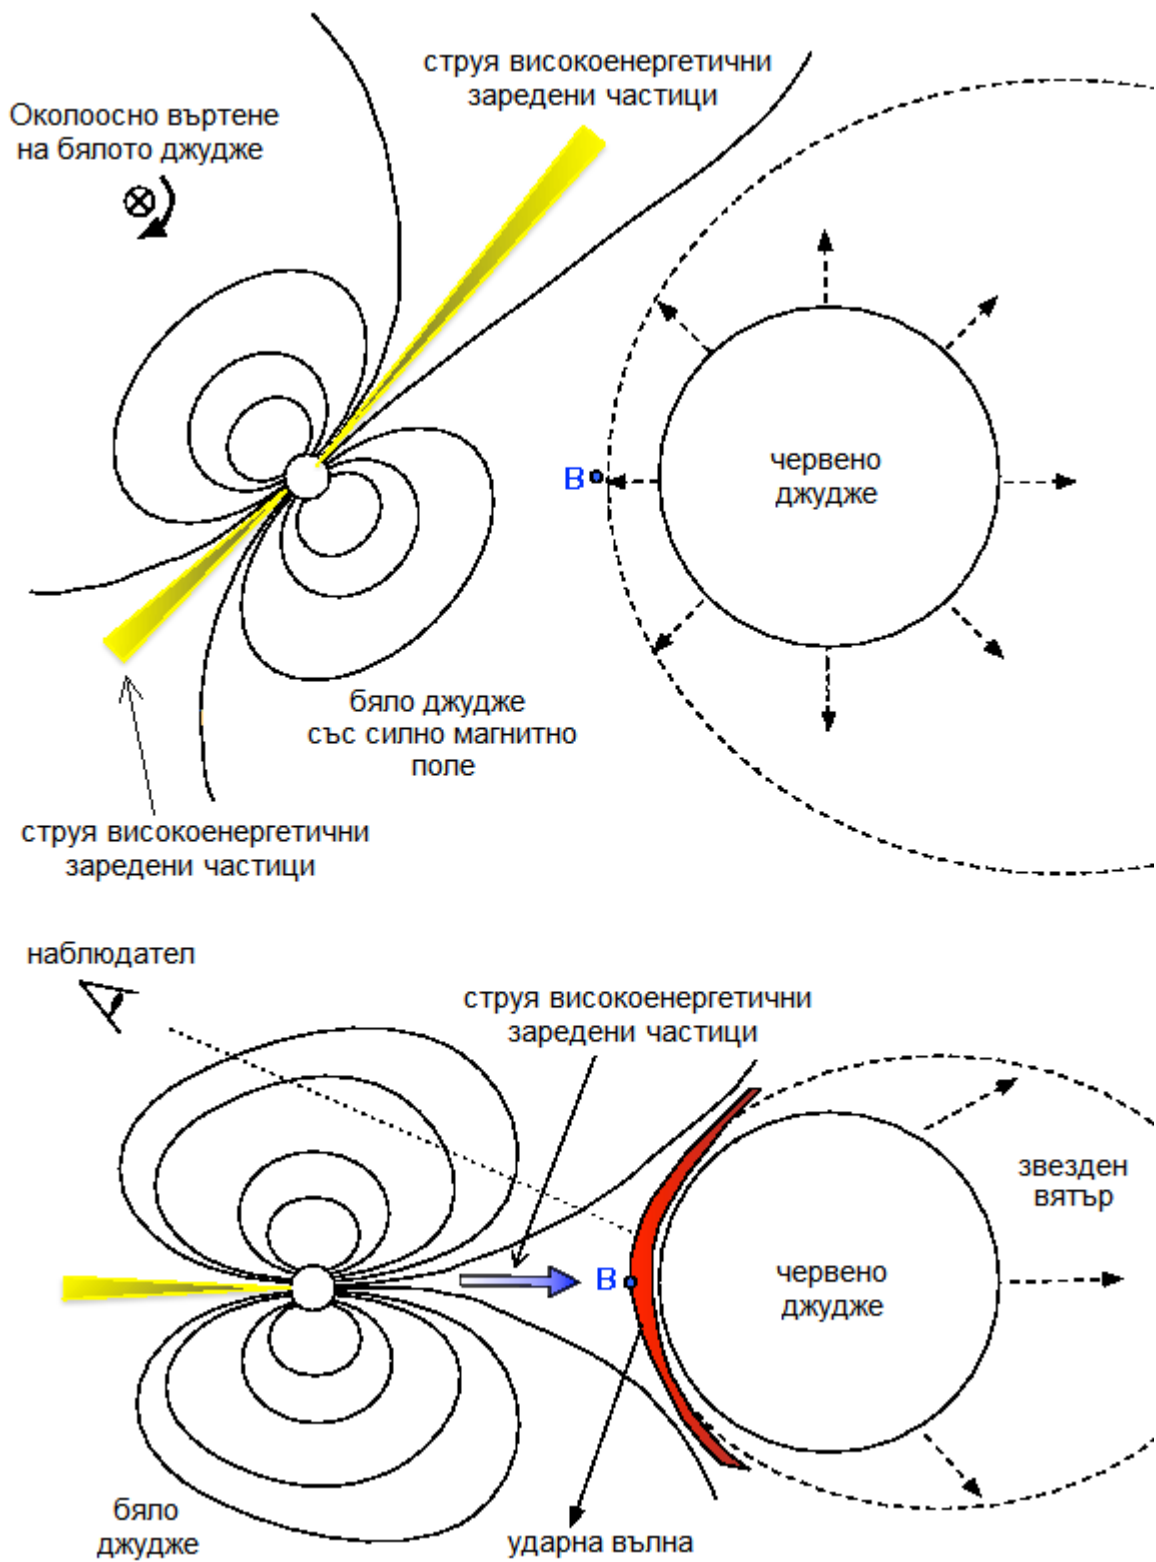 струя високоенергетични
заредени частици
Околоосно въртене
на бялото джудже
B
червено
джудже
бяло джудже
със силно магнитно
поле
струя високоенергетични
заредени частици
наблюдател
струя високоенергетични
заредени частици
звезден
вятър
B
червено
джудже
бяло
джудже
ударна вълна